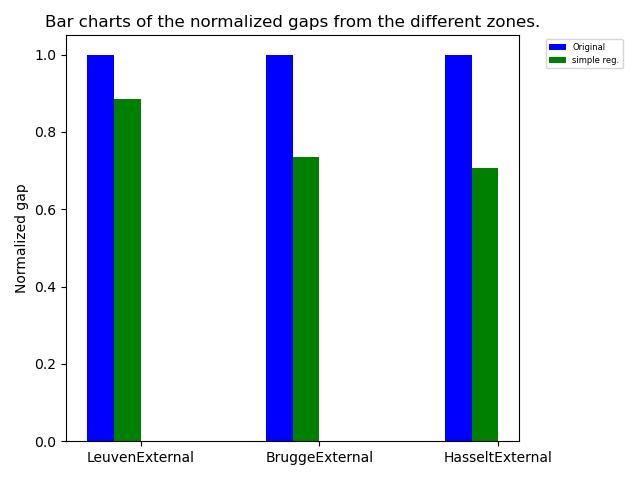 Bar charts of the normalized gaps from the different zones.
Original
simple reg.
Normalized gap
1.0
0.8
0.6
0.4
0.2
0.0
LeuvenExternal
BruggeExternal
HasseltExternal